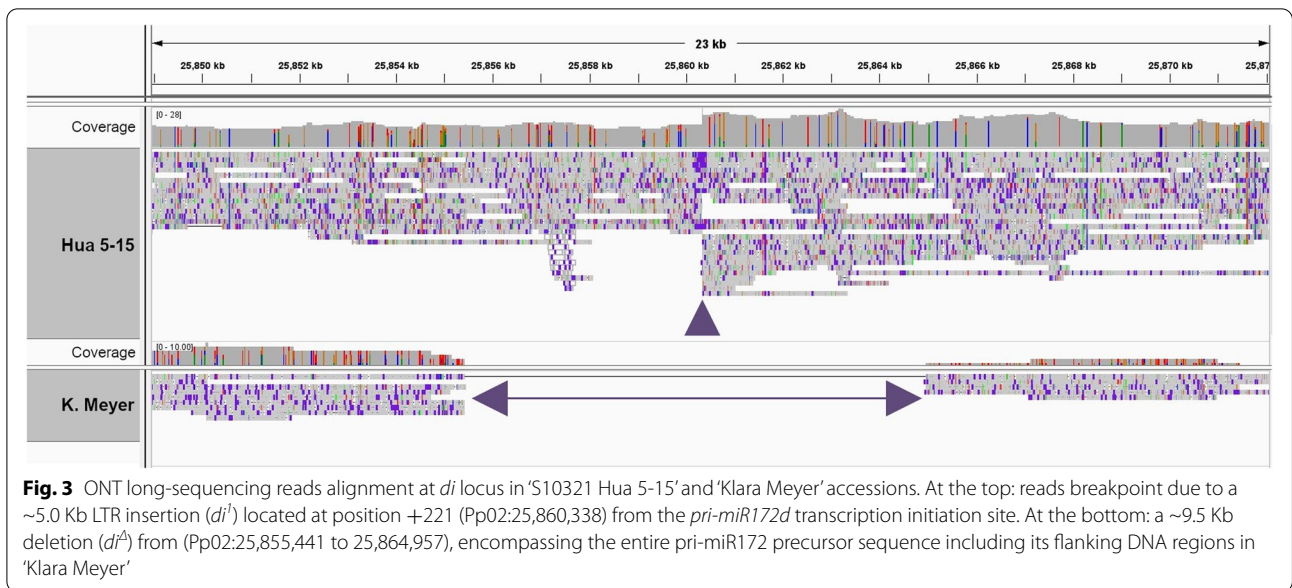 23 kb
25,850 kb 25,852 kb 25,854 kb 25,856 kb 25,858 kb 25,860 kb 25,862 kb 25,864 kb 25,866 kb 25,868 kb 25,870 kb 25,87
[0 - 28]
Coverage
Hua 5-15
[0 - 10.00]
Coverage
K. Meyer
Fig. 3 ONT long-sequencing reads alignment at di locus in ‘S10321 Hua 5-15’ and ‘Klara Meyer’ accessions. At the top: reads breakpoint due to a
~5.0 Kb LTR insertion (di¹) located at position +221 (Pp02:25,860,338) from the pri-miR172d transcription initiation site. At the bottom: a ~9.5 Kb
deletion (diᐞ) from (Pp02:25,855,441 to 25,864,957), encompassing the entire pri-miR172 precursor sequence including its flanking DNA regions in
‘Klara Meyer’